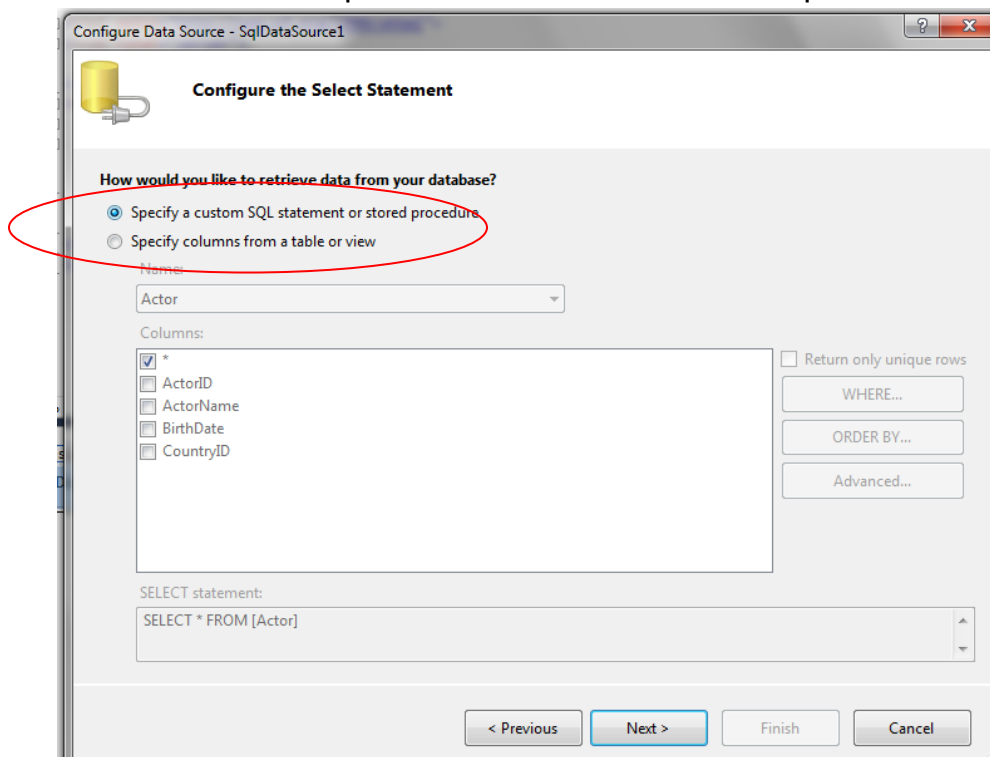 Configure Data Source - SqlDataSource1
Configure the Select Statement
How would you like to retrieve data from your database?
Specify a custom SQL statement or stored procedure
Specify columns from a table or view
Name:
Actor
Columns:
*
Return only unique rows
ActorID
WHERE...
ActorName
BirthDate
ORDER BY...
CountryID
Advanced...
SELECT statement:
SELECT * FROM [Actor]
< Previous Next > Finish Cancel